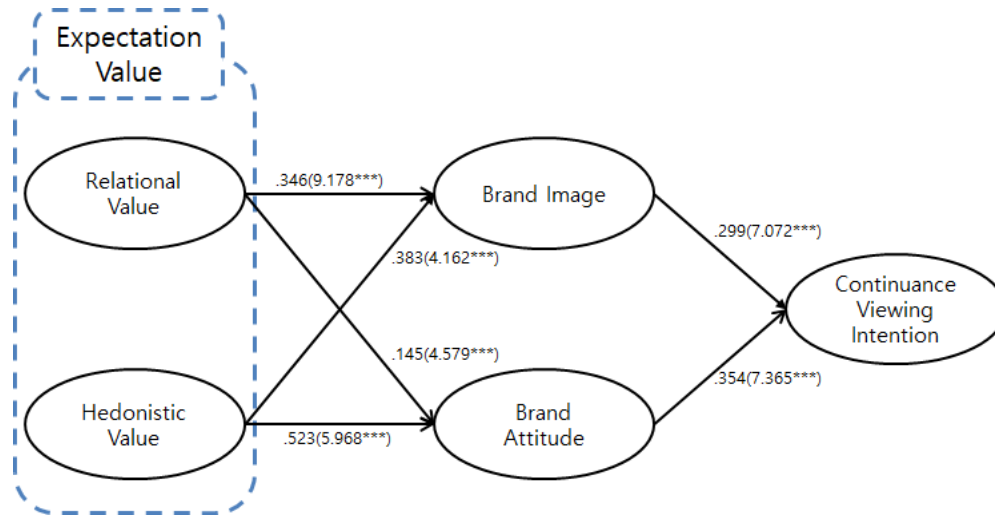 Expectation
Value
Relational
Value
.346(9.178***)
Brand Image
.383(4.162***)
.299(7.072***)
Continuance
Viewing
Intention
.145(4.579***)
.354(7.365***)
Hedonistic
Value
.523(5.968***)
Brand
Attitude